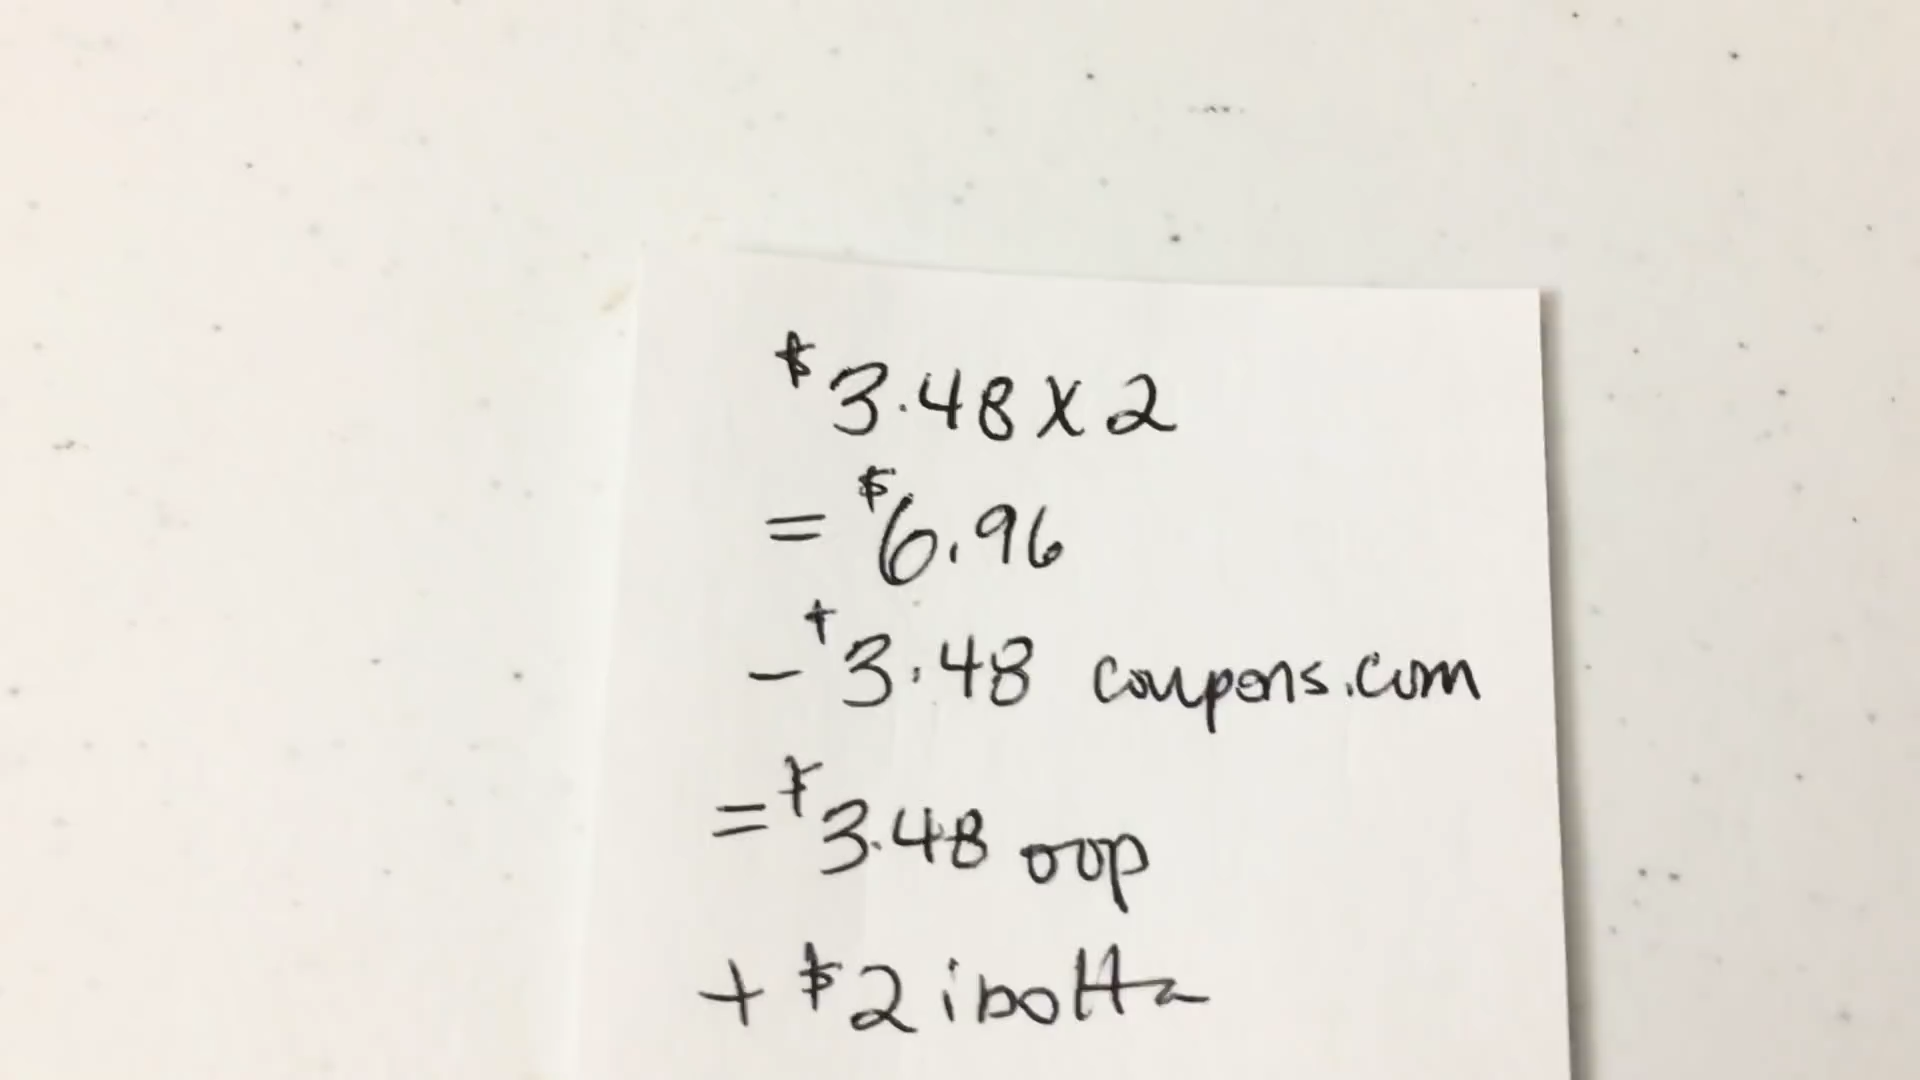 $3.48 x 2
= $6.96
- $3.48 coupons.com
= $3.48 oop
+ $2 ibotta